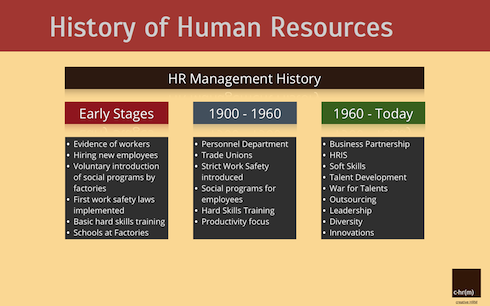 History of Human Resources
HR Management History
Early Stages
• Evidence of workers
• Hiring new employees
• Voluntary introduction
of social programs by
factories
• First work safety laws
implemented
• Basic hard skills training
• Schools at Factories
1900 - 1960
• Personnel Department
• Trade Unions
• Strict Work Safety
introduced
• Social programs for
employees
• Hard Skills Training
• Productivity focus
1960 - Today
• Business Partnership
• HRIS
• Soft Skills
• Talent Development
• War for Talents
• Outsourcing
• Leadership
• Diversity
• Innovations
c-hr(m)
creative HRM